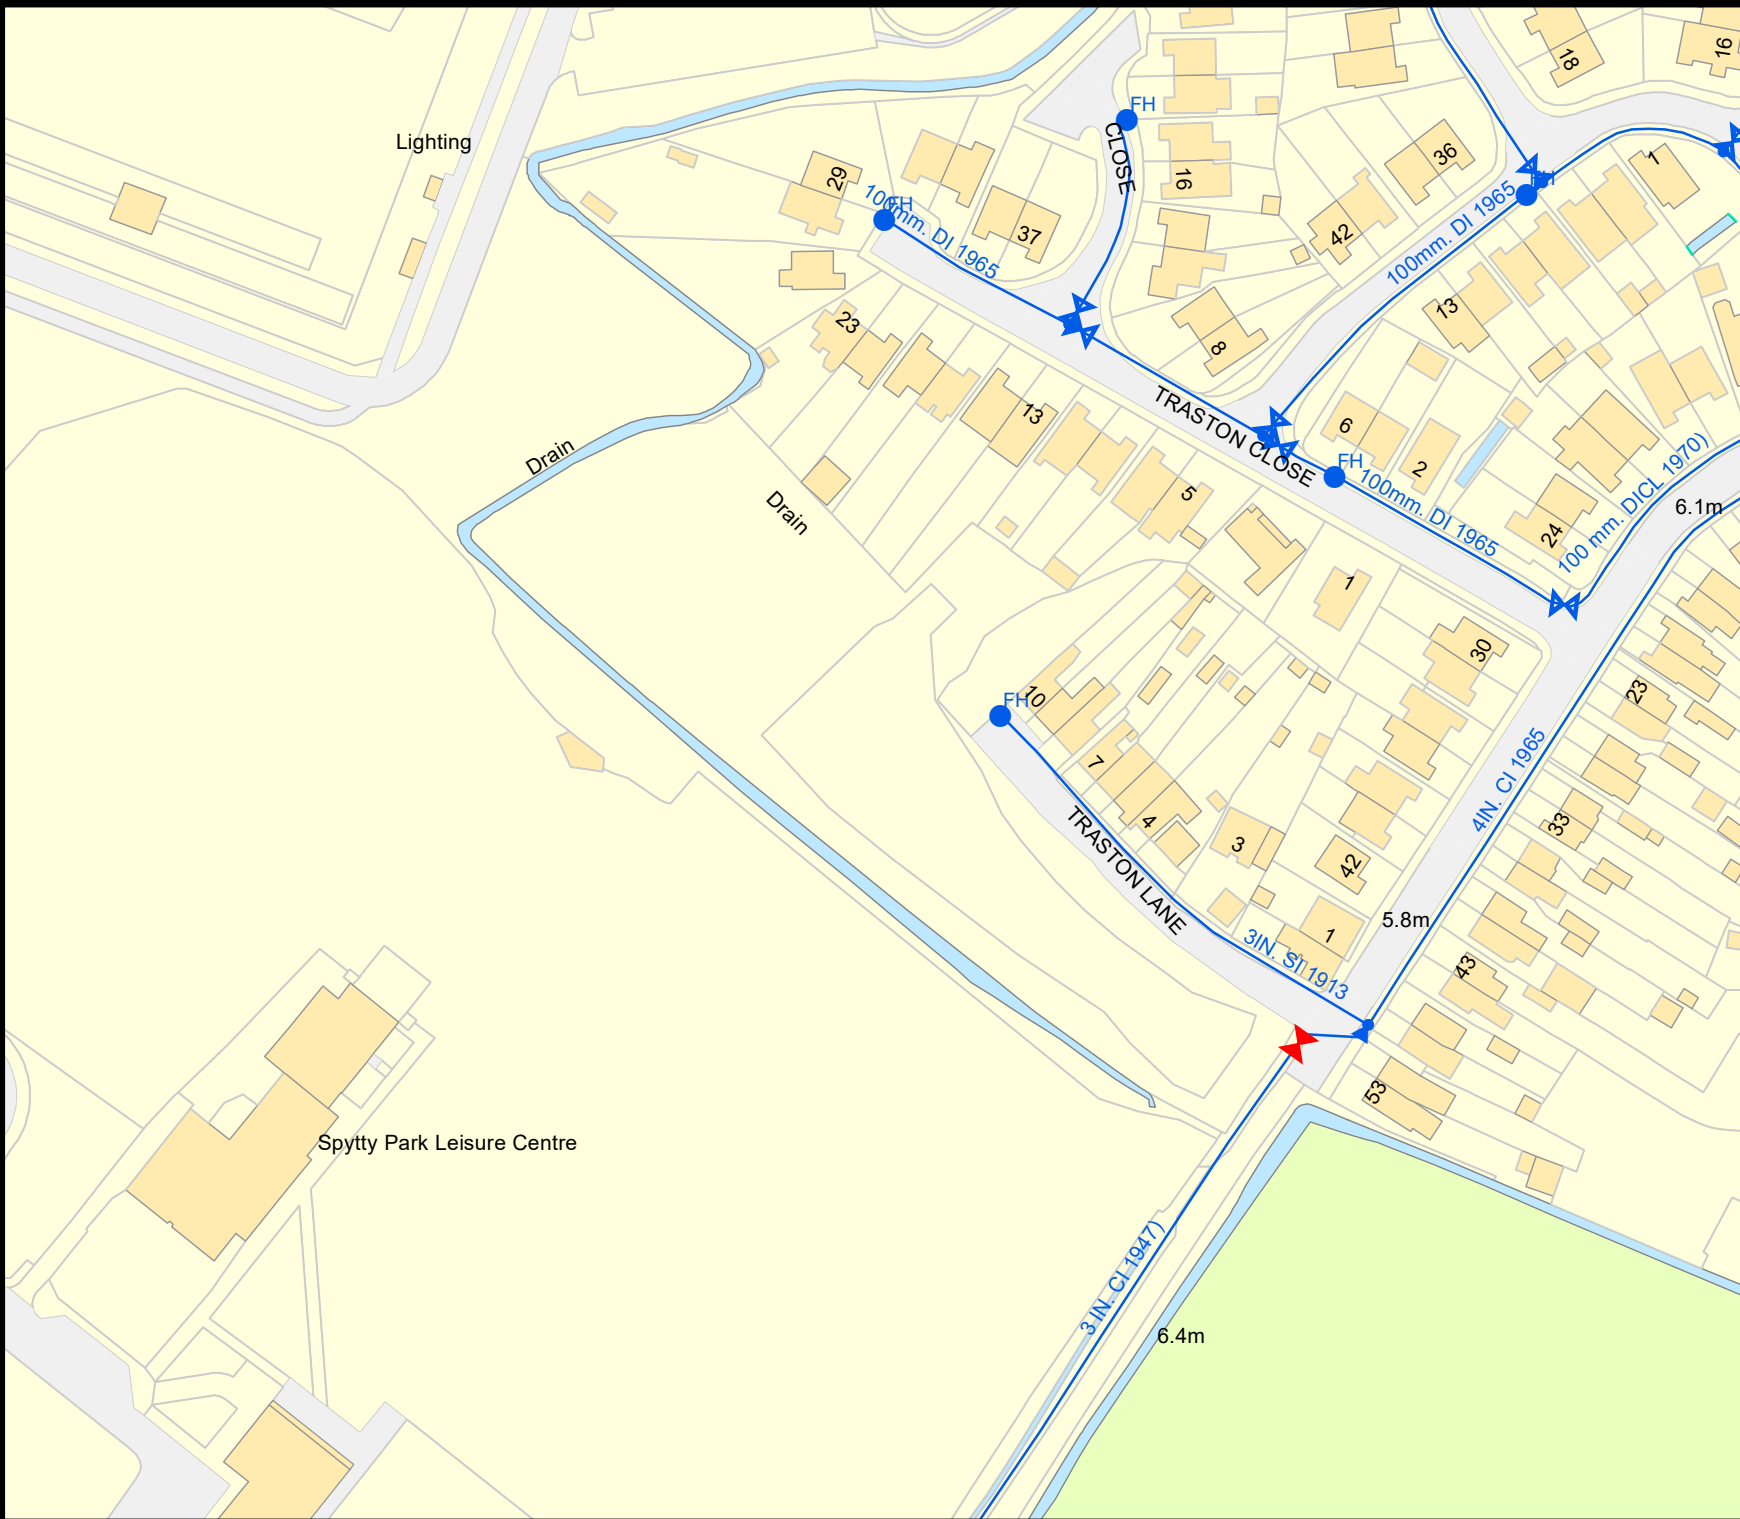 18
16
FH
Lighting
CLOSE
36
1
29
16
FH
100mm. DI 1965
FH
100mm. DI 1965
37
42
13
23
8
TRASTON CLOSE
13
6
2
Drain
FH
100mm. DI 1965
5
Drain
24
100 mm. DICL 1970)
6.1m
1
30
FH
10
23
7
4IN. CI 1965
4
3
33
TRASTON LANE
42
5.8m
1
3IN. SI 1913
43
53
Spytty Park Leisure Centre
3 IN. CI 1947)
6.4m